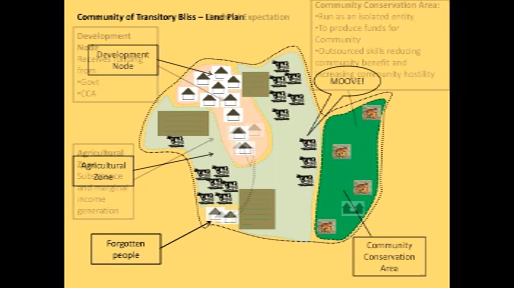 Community of Transitory Bliss – Land Plan
Expectation
Community Conservation Area:
•Run as an isolated entity
•To produce funds for
Community
•Outsourced skills reducing
community benefit and
increasing community hostility
Development
Node
Development
Node
from
•Govt
•CCA
MOOVE!
Agricultural
Zone
and marginal
income
generation
Forgotten
people
Community
Conservation
Area